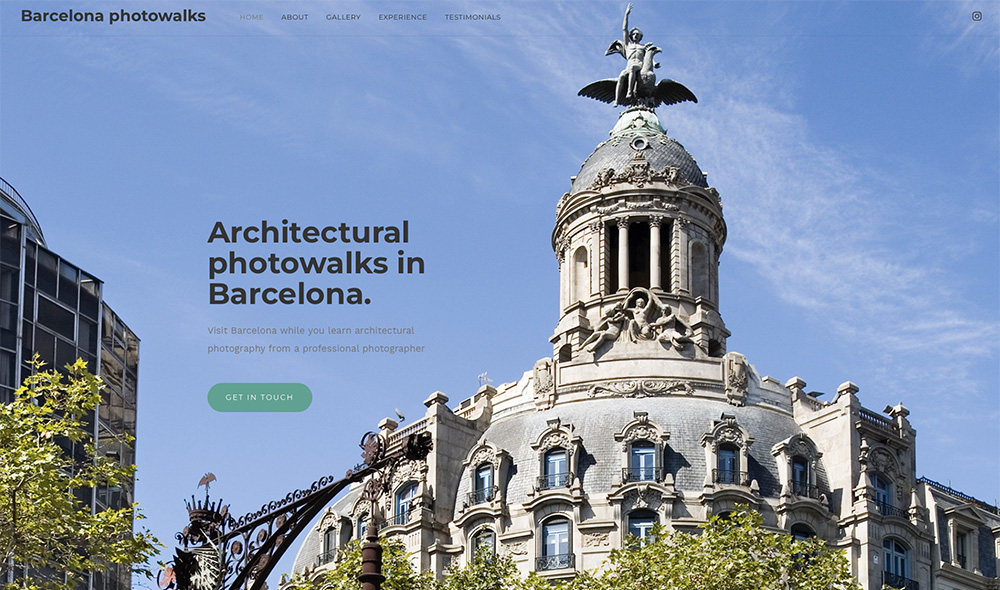 Barcelona photowalks
HOME ABOUT GALLERY EXPERIENCE TESTIMONIALS
Architectural
photowalks in
Barcelona.
Visit Barcelona while you learn architectural
photography from a professional photographer
GET IN TOUCH